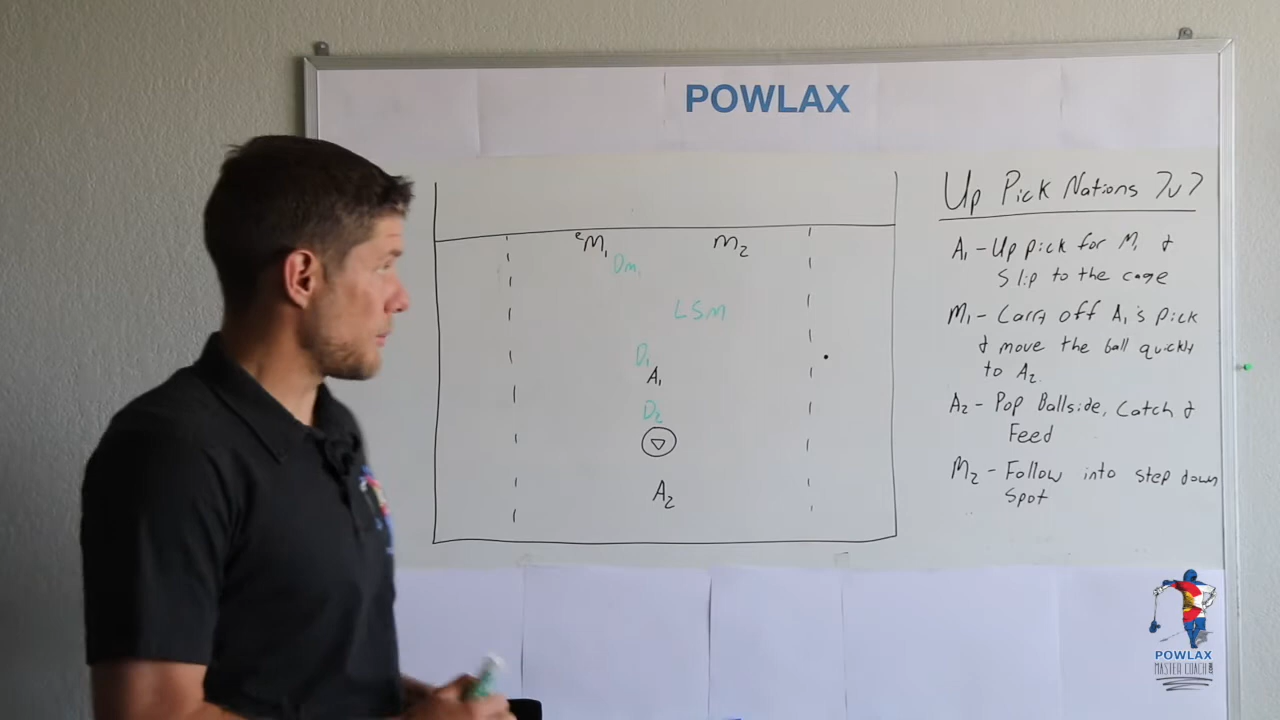 POWLAX
Up Pick Nations 7v7
M1 M2
Dm1
LSM
D1
A1
D2
A2
A1 - Up pick for M1 &
Slip to the cage
M1 - Carry off A1's pick
& move the ball quickly
to A2.
A2 - Pop Ballside, Catch &
Feed
M2 - Follow into step down
Spot
POWLAX
MASTER COACH